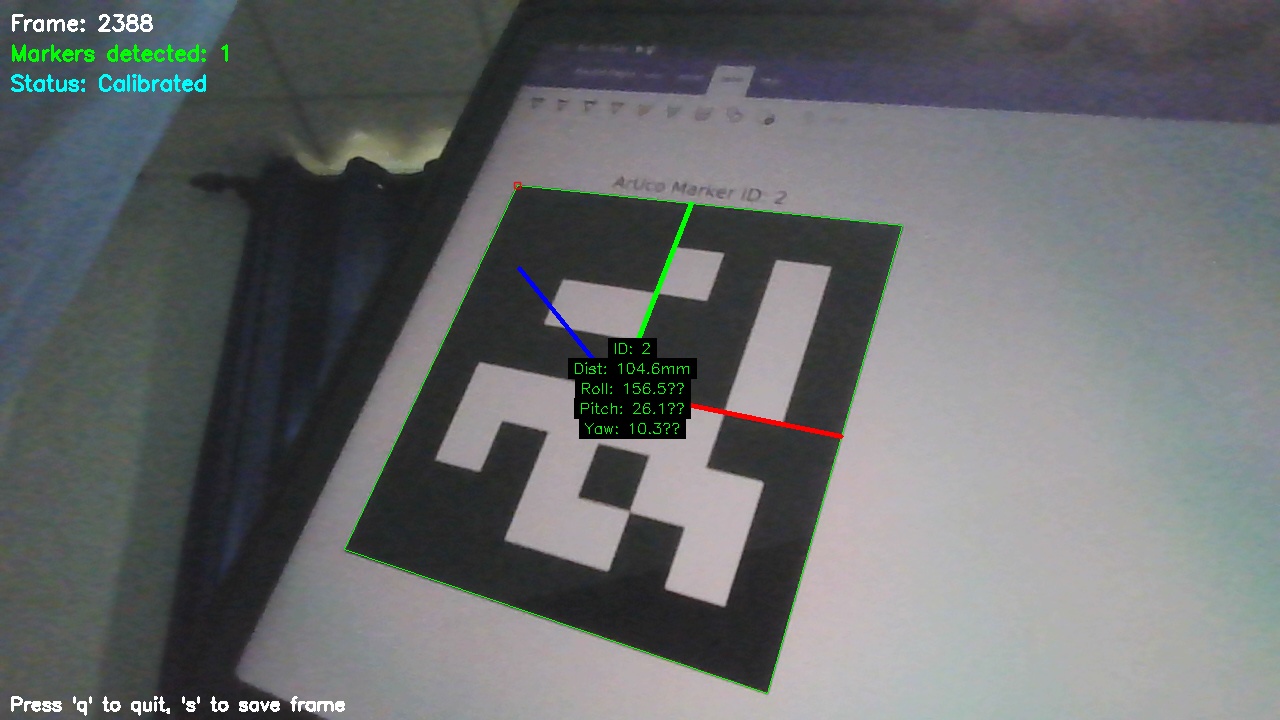 Frame: 2388
Markers detected: 1
Status: Calibrated
ArUco Marker ID: 2
ID: 2
Dist: 104.6mm
Roll: 156.5??
Pitch: 26.1??
Yaw: 10.3??
Press 'q' to quit, 's' to save frame